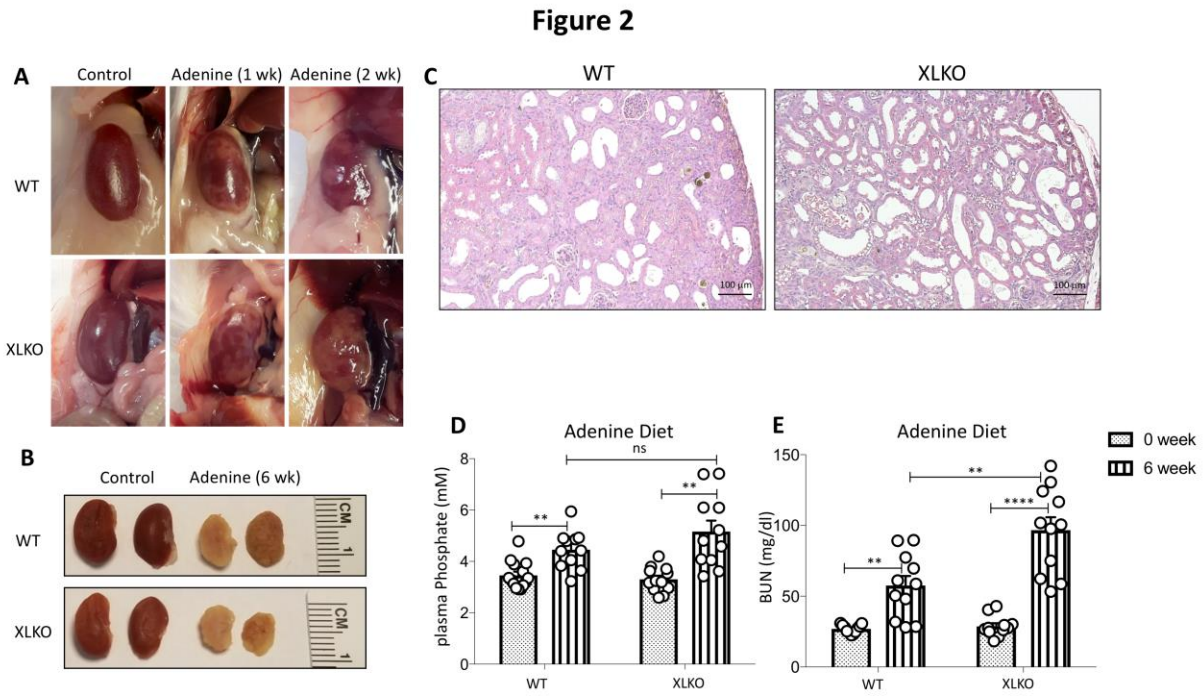 Figure 2
A
Control Adenine (1 wk) Adenine (2 wk)
WT
XLKO
B
Control Adenine (6 wk)
WT
CM
1
XLKO
CM
1
C
WT XLKO
100 µm 100 µm
D
Adenine Diet
ns
**
**
plasma Phosphate (mM)
8
6
4
2
0
WT XLKO
E
Adenine Diet
**
****
**
BUN (mg/dl)
150
100
50
0
WT XLKO
0 week
6 week